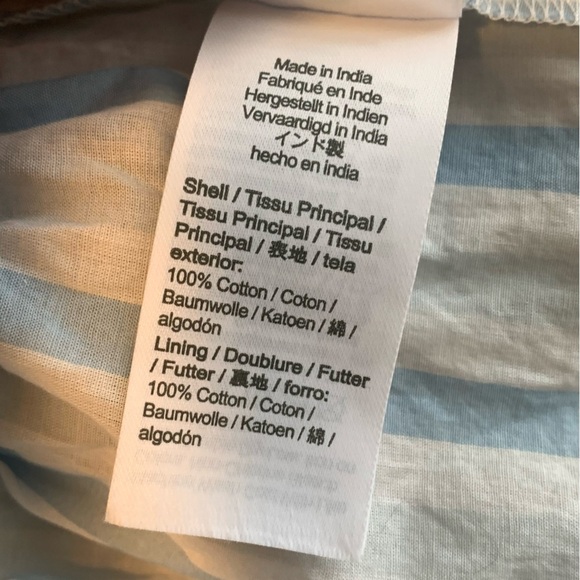 Made in India
Fabriqué en Inde
Hergestellt in Indien
Vervaardigd in India
インド製
hecho en india
Shell / Tissu Principal /
Tissu Principal / Tissu
Principal / 表地 / tela
exterior:
100% Cotton / Coton /
Baumwolle / Katoen / 綿 /
algodón
Lining / Doublure / Futter
/ Futter / 裏地 / forro:
100% Cotton / Coton /
Baumwolle / Katoen / 綿 /
algodón